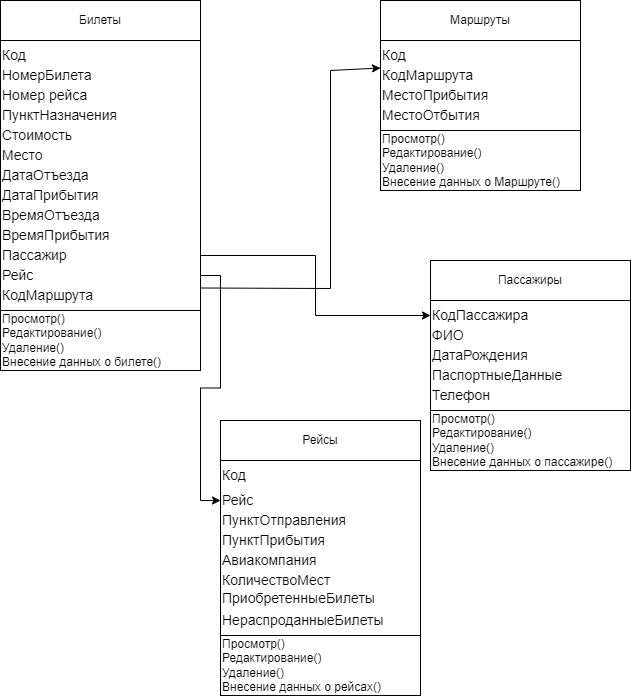 Билеты
Код
НомерБилета
Номер рейса
ПунктНазначения
Стоимость
Место
ДатаОтъезда
ДатаПрибытия
ВремяОтъезда
ВремяПрибытия
Пассажир
Рейс
КодМаршрута
Просмотр()
Редактирование()
Удаление()
Внесение данных о билете()
Маршруты
Код
КодМаршрута
МестоПрибытия
МестоОтбытия
Просмотр()
Редактирование()
Удаление()
Внесение данных о Маршруте()
Пассажиры
КодПассажира
ФИО
ДатаРождения
ПаспортныеДанные
Телефон
Просмотр()
Редактирование()
Удаление()
Внесение данных о пассажире()
Рейсы
Код
Рейс
ПунктОтправления
ПунктПрибытия
Авиакомпания
КоличествоМест
ПриобретенныеБилеты
НераспроданныеБилеты
Просмотр()
Редактирование()
Удаление()
Внесение данных о рейсах()